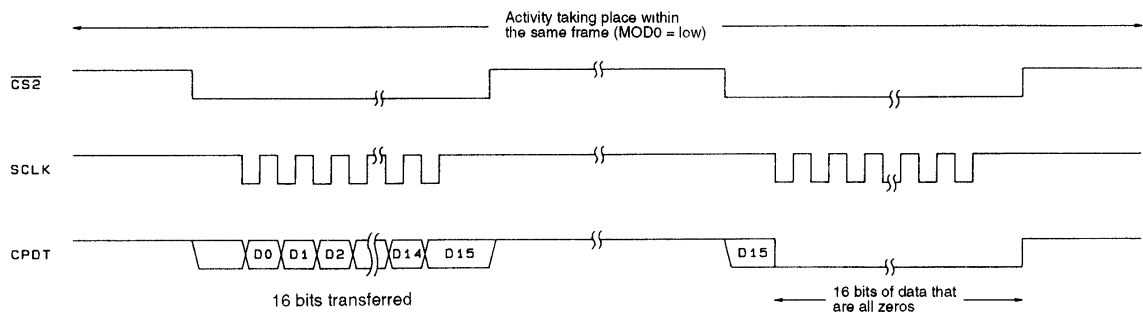 Activity taking place within
the same frame (MOD0 = low)
CS2
SCLK
CPDT
D0 D1 D2 D14 D15
D15
16 bits transferred
16 bits of data that
are all zeros